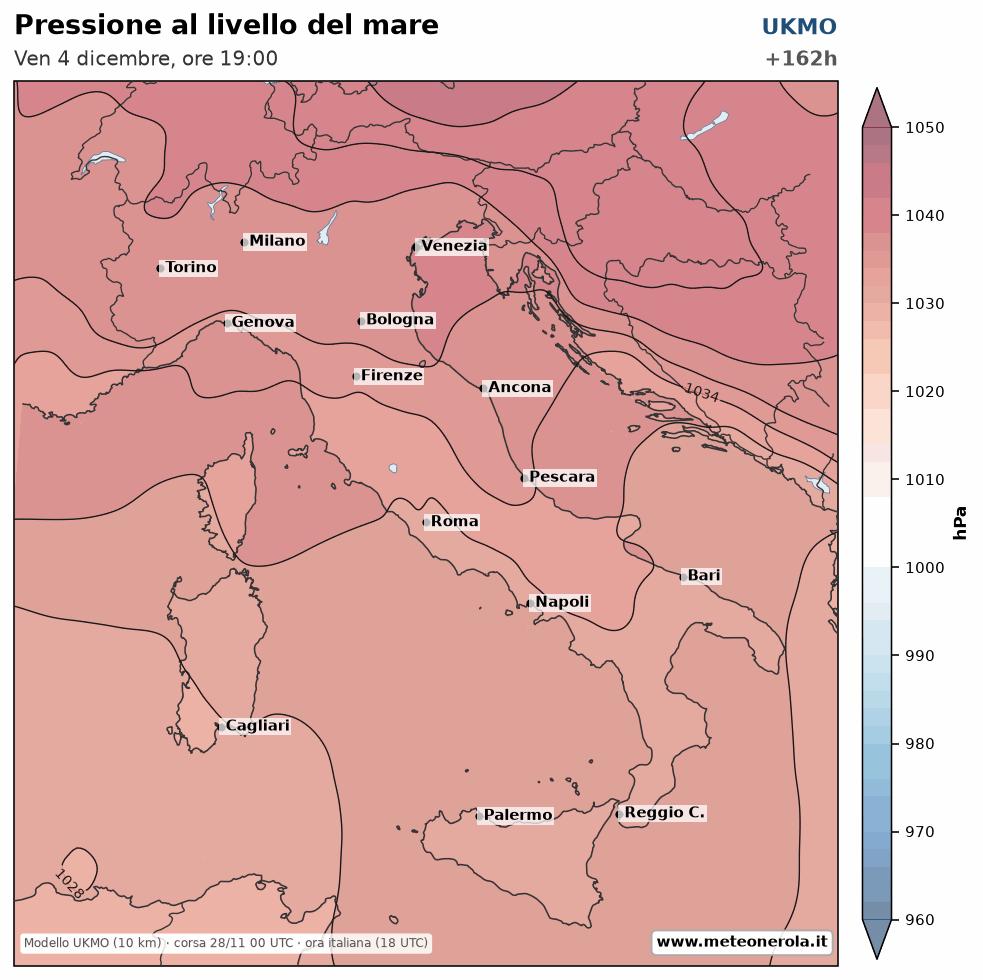 Pressione al livello del mare
UKMO
Ven 4 dicembre, ore 19:00
+162h
Milano
Venezia
Torino
Genova
Bologna
Firenze
Ancona
1034
Pescara
Roma
Bari
Napoli
Cagliari
Palermo
Reggio C.
1028
Modello UKMO (10 km) · corsa 28/11 00 UTC · ora italiana (18 UTC)
www.meteonerola.it
1050
1040
1030
1020
1010
1000
990
980
970
960
hPa